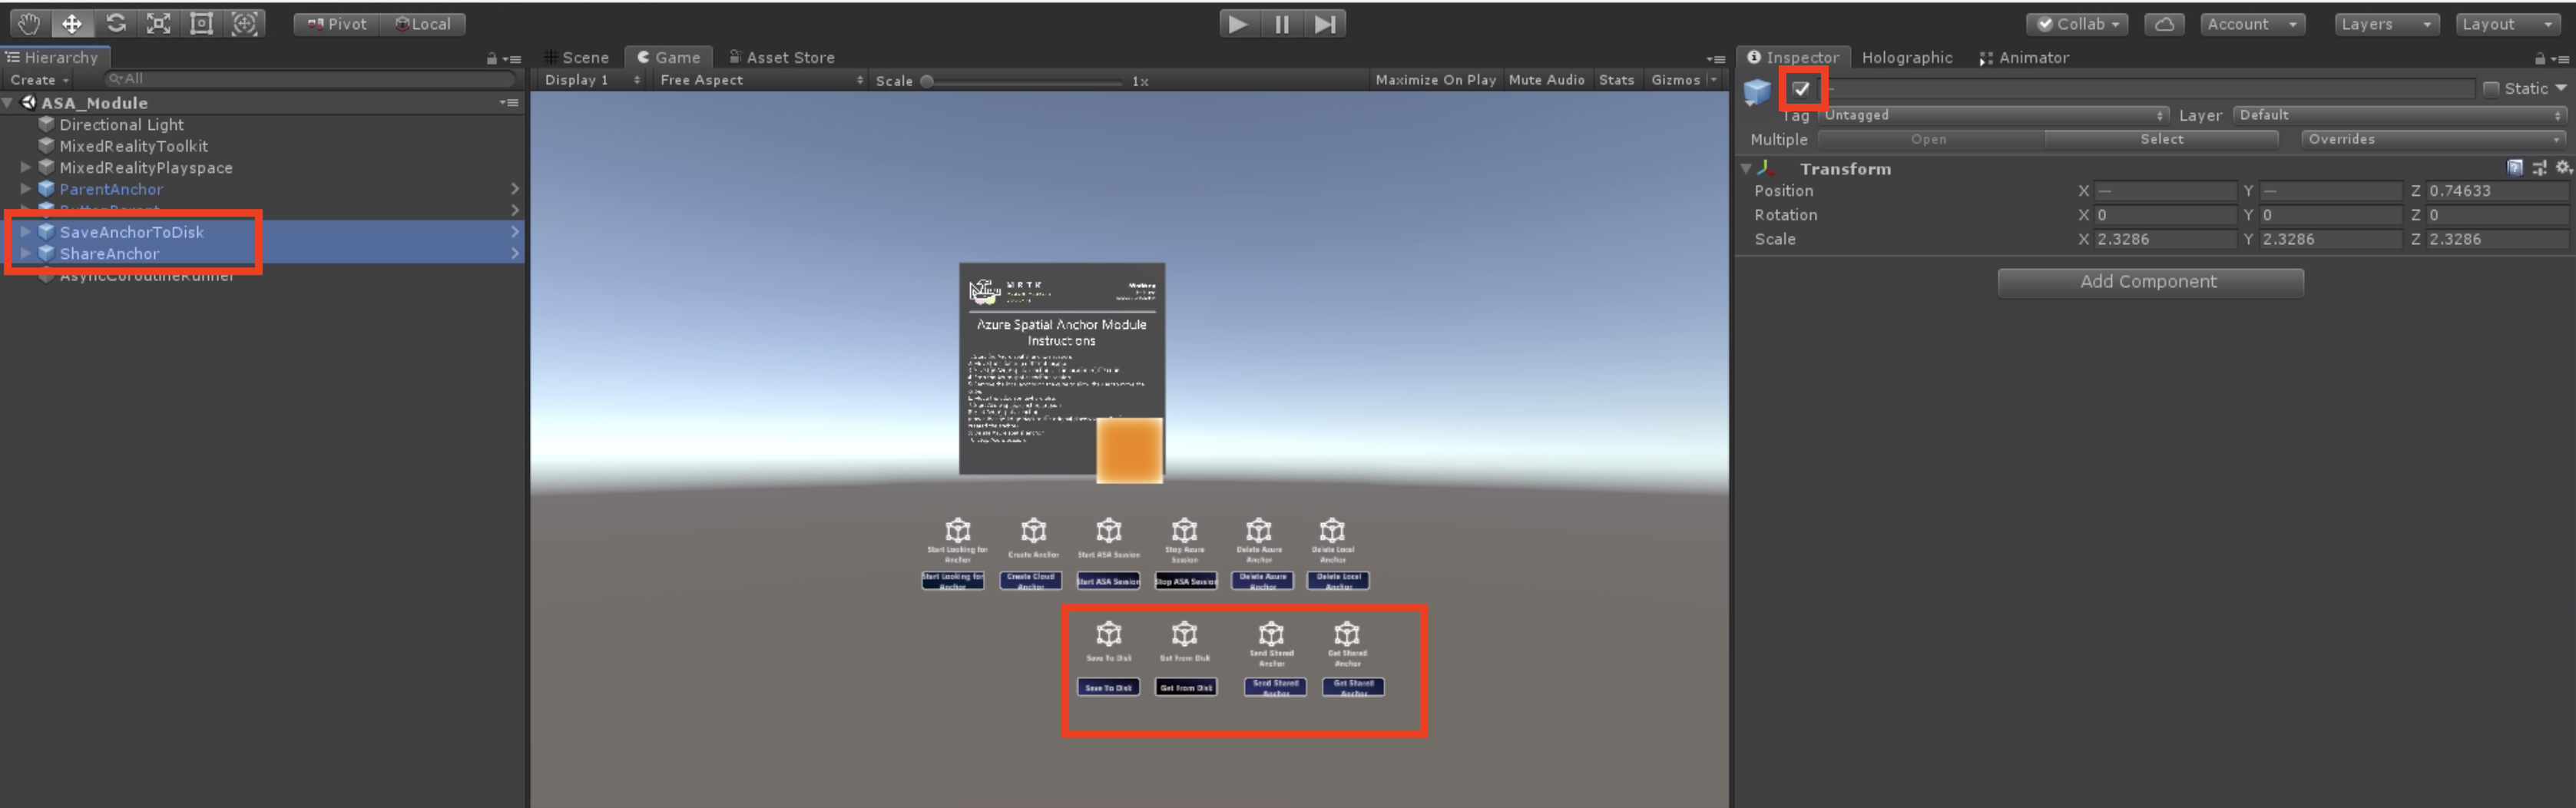 Pivot Local Collab Account Layers Layout
Hierarchy
Create All
ASA_Module
Directional Light
MixedRealityToolkit
MixedRealityPlayspace
ParentAnchor
ButtonParent
SaveAnchorToDisk
ShareAnchor
AsyncCoroutineRunner
Scene Game Asset Store
Display 1 Free Aspect Scale 1x Maximize On Play Mute Audio Stats Gizmos
MRTK
Azure Spatial Anchor Module
Instructions
Start Looking for
Anchor
Create Anchor
Start ASA Session
Stop Azure
Session
Delete Azure
Anchor
Delete Local
Anchor
Start Looking for
Anchor
Create Cloud
Anchor
Start ASA Session
Stop ASA Session
Delete Azure
Anchor
Delete Local
Anchor
Save To Disk
Get From Disk
Send Shared
Anchor
Get Shared
Anchor
Save To Disk
Get From Disk
Send Shared
Anchor
Get Shared
Anchor
Inspector Holographic Animator
— Static
Tag Untagged Layer Default
Multiple Open Select Overrides
Transform
Position X — Y — Z 0.74633
Rotation X 0 Y 0 Z 0
Scale X 2.3286 Y 2.3286 Z 2.3286
Add Component